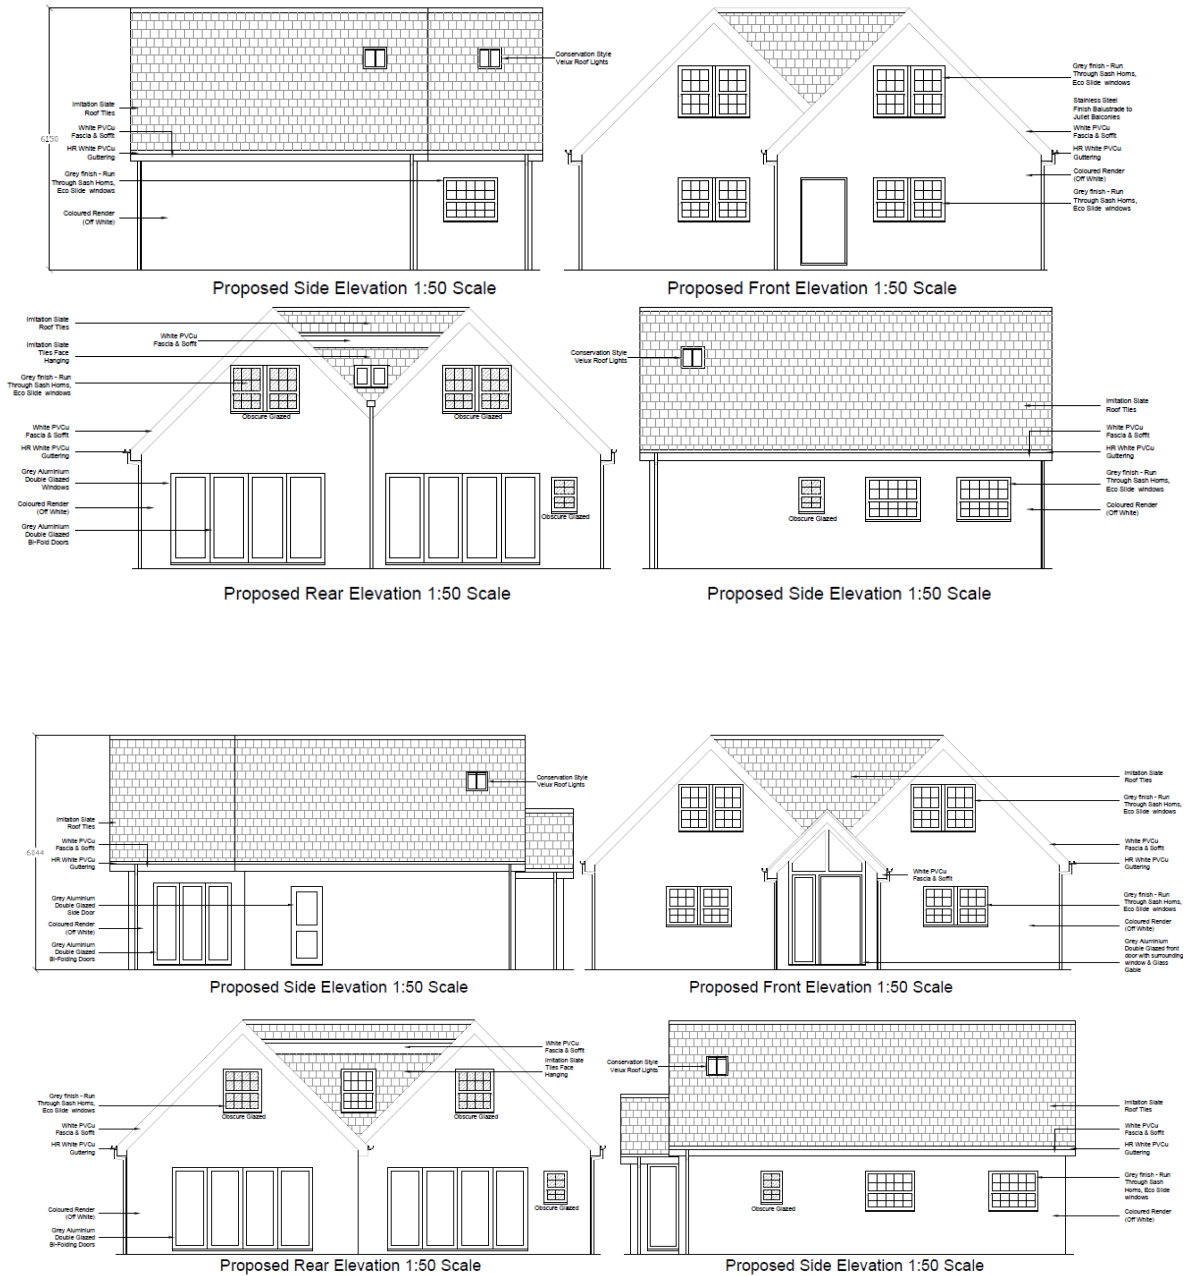 Conservation Style
Velux Roof Lights
Imitation Slate
Roof Tiles
White PVCu
Fascia & Soffit
6150
HR White PVCu
Guttering
Grey finish - Run
Through Sash Horns,
Eco Slide windows
Coloured Render
(Off White)
Proposed Side Elevation 1:50 Scale
Grey finish - Run
Through Sash Horns,
Eco Slide windows
Stainless Steel
Finish Balustrade to
Juliet Balconies
White PVCu
Fascia & Soffit
HR White PVCu
Guttering
Coloured Render
(Off White)
Grey finish - Run
Through Sash Horns,
Eco Slide windows
Proposed Front Elevation 1:50 Scale
Imitation Slate
Roof Tiles
White PVCu
Fascia & Soffit
Imitation Slate
Tiles Face
Hanging
Grey finish - Run
Through Sash Horns,
Eco Slide windows
Obscure Glazed
Obscure Glazed
White PVCu
Fascia & Soffit
HR White PVCu
Guttering
Grey Aluminium
Double Glazed
Windows
Coloured Render
(Off White)
Obscure Glazed
Grey Aluminium
Double Glazed
Bi-Fold Doors
Proposed Rear Elevation 1:50 Scale
Conservation Style
Velux Roof Lights
Imitation Slate
Roof Tiles
White PVCu
Fascia & Soffit
HR White PVCu
Guttering
Grey finish - Run
Through Sash Horns,
Eco Slide windows
Coloured Render
(Off White)
Obscure Glazed
Proposed Side Elevation 1:50 Scale
Conservation Style
Velux Roof Lights
Imitation Slate
Roof Tiles
White PVCu
Fascia & Soffit
6044
HR White PVCu
Guttering
Grey Aluminium
Double Glazed
Side Door
Coloured Render
(Off White)
Grey Aluminium
Double Glazed
Bi-Folding Doors
Proposed Side Elevation 1:50 Scale
Imitation Slate
Roof Tiles
Grey finish - Run
Through Sash Horns,
Eco Slide windows
White PVCu
Fascia & Soffit
HR White PVCu
Guttering
White PVCu
Fascia & Soffit
Grey finish - Run
Through Sash Horns,
Eco Slide windows
Coloured Render
(Off White)
Grey Aluminium
Double Glazed front
door with surrounding
window & Glass
Gable
Proposed Front Elevation 1:50 Scale
White PVCu
Fascia & Soffit
Imitation Slate
Tiles Face
Hanging
Grey finish - Run
Through Sash Horns,
Eco Slide windows
Obscure Glazed
Obscure Glazed
White PVCu
Fascia & Soffit
HR White PVCu
Guttering
Coloured Render
(Off White)
Obscure Glazed
Grey Aluminium
Double Glazed
Bi-Folding Doors
Proposed Rear Elevation 1:50 Scale
Conservation Style
Velux Roof Lights
Imitation Slate
Roof Tiles
White PVCu
Fascia & Soffit
HR White PVCu
Guttering
Grey finish - Run
Through Sash
Horns, Eco Slide
windows
Coloured Render
(Off White)
Obscure Glazed
Proposed Side Elevation 1:50 Scale